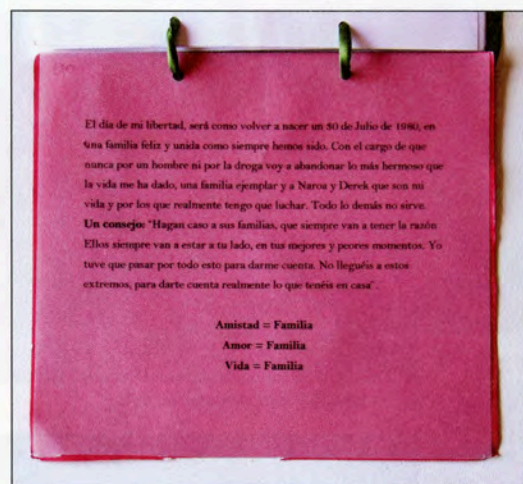 El día de mi libertad, será como volver a nacer un 30 de Julio de 1980, en
una familia feliz y unida como siempre hemos sido. Con el cargo de que
nunca por un hombre ni por la droga voy a abandonar lo más hermoso que
la vida me ha dado, una familia ejemplar y a Naroa y Derek que son mi
vida y por los que realmente tengo que luchar. Todo lo demás no sirve.
Un consejo: "Hagan caso a sus familias, que siempre van a tener la razón
Ellos siempre van a estar a tu lado, en tus mejores y peores momentos. Yo
tuve que pasar por todo esto para darme cuenta. No lleguéis a estos
extremos, para darte cuenta realmente lo que tenéis en casa".
Amistad = Familia
Amor = Familia
Vida = Familia